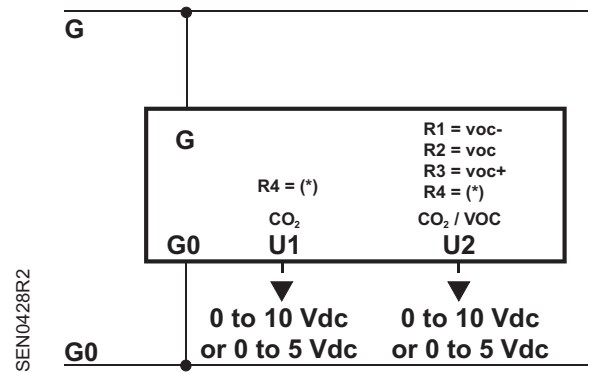 G
G
R1 = voc-
R2 = voc
R3 = voc+
R4 = (*)
R4 = (*)
CO₂
CO₂ / VOC
G0
U1
U2
0 to 10 Vdc
or 0 to 5 Vdc
0 to 10 Vdc
or 0 to 5 Vdc
G0
SEN0428R2